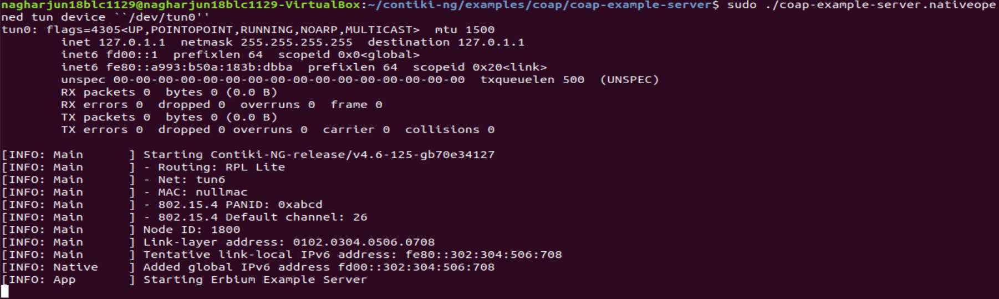 nagharjun18blc1129@nagharjun18blc1129-VirtualBox:~/contiki-ng/examples/coap/coap-example-server$ sudo ./coap-example-server.nativeope
ned tun device ``/dev/tun0''
tun0: flags=4305<UP,POINTOPOINT,RUNNING,NOARP,MULTICAST>  mtu 1500
        inet 127.0.1.1  netmask 255.255.255.255  destination 127.0.1.1
        inet6 fd00::1  prefixlen 64  scopeid 0x0<global>
        inet6 fe80::a993:b50a:183b:dbba  prefixlen 64  scopeid 0x20<link>
        unspec 00-00-00-00-00-00-00-00-00-00-00-00-00-00-00-00  txqueuelen 500  (UNSPEC)
        RX packets 0  bytes 0 (0.0 B)
        RX errors 0  dropped 0  overruns 0  frame 0
        TX packets 0  bytes 0 (0.0 B)
        TX errors 0  dropped 0 overruns 0  carrier 0  collisions 0
[INFO: Main      ] Starting Contiki-NG-release/v4.6-125-gb70e34127
[INFO: Main      ] - Routing: RPL Lite
[INFO: Main      ] - Net: tun6
[INFO: Main      ] - MAC: nullmac
[INFO: Main      ] - 802.15.4 PANID: 0xabcd
[INFO: Main      ] - 802.15.4 Default channel: 26
[INFO: Main      ] Node ID: 1800
[INFO: Main      ] Link-layer address: 0102.0304.0506.0708
[INFO: Main      ] Tentative link-local IPv6 address: fe80::302:304:506:708
[INFO: Native    ] Added global IPv6 address fd00::302:304:506:708
[INFO: App       ] Starting Erbium Example Server